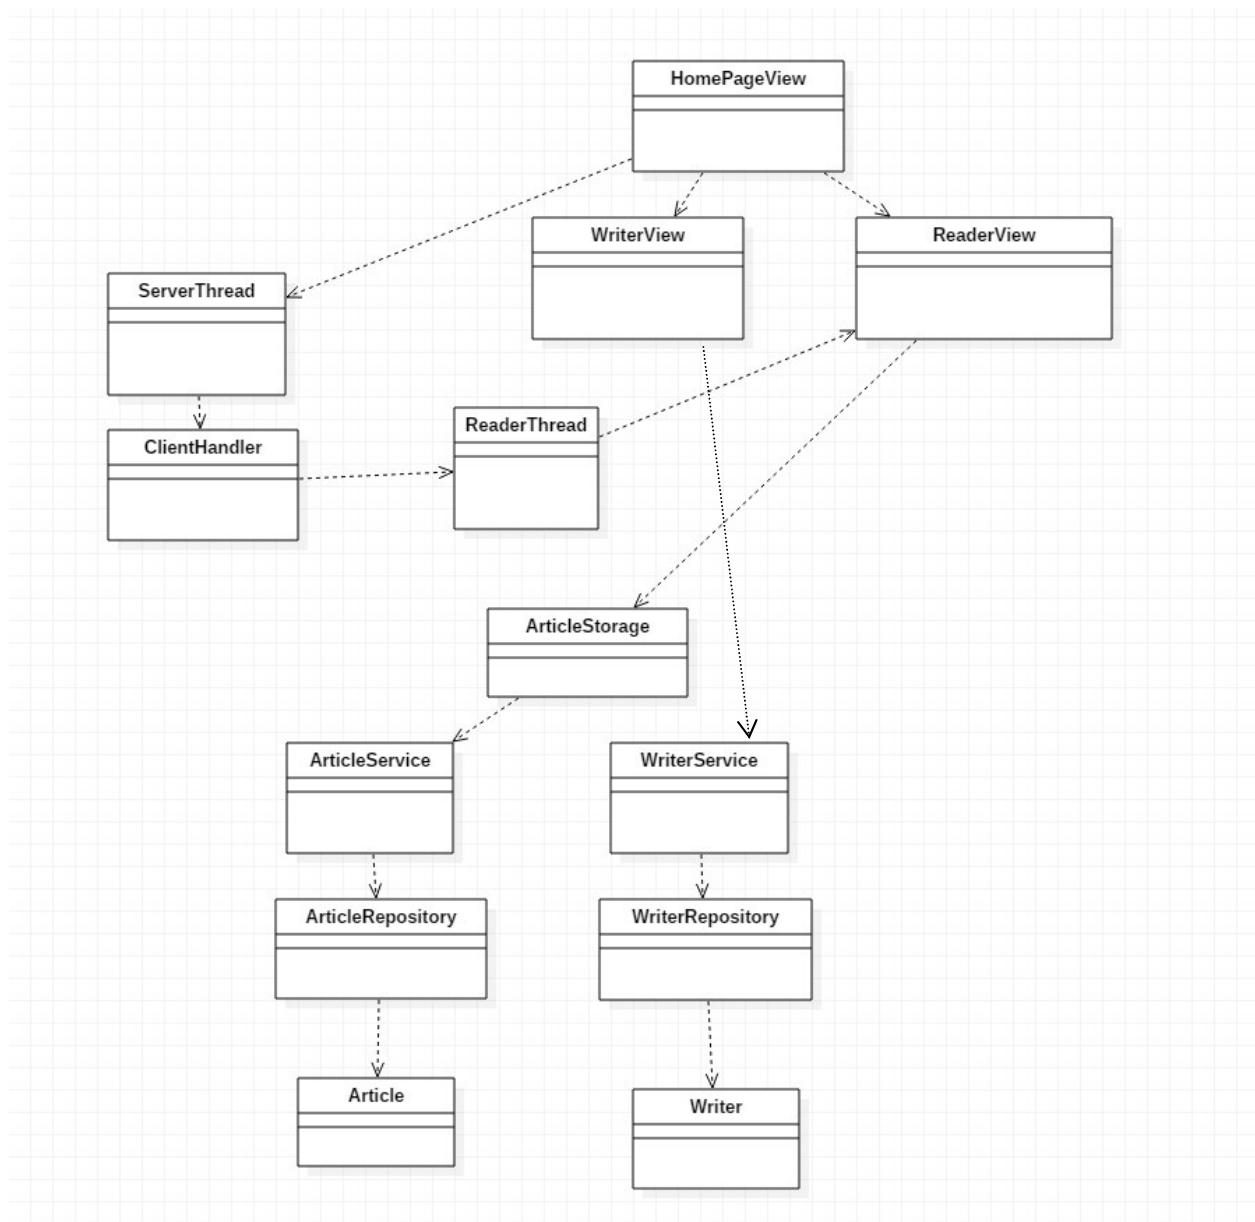 HomePageView
WriterView
ReaderView
ServerThread
ReaderThread
ClientHandler
ArticleStorage
ArticleService
WriterService
ArticleRepository
WriterRepository
Article
Writer